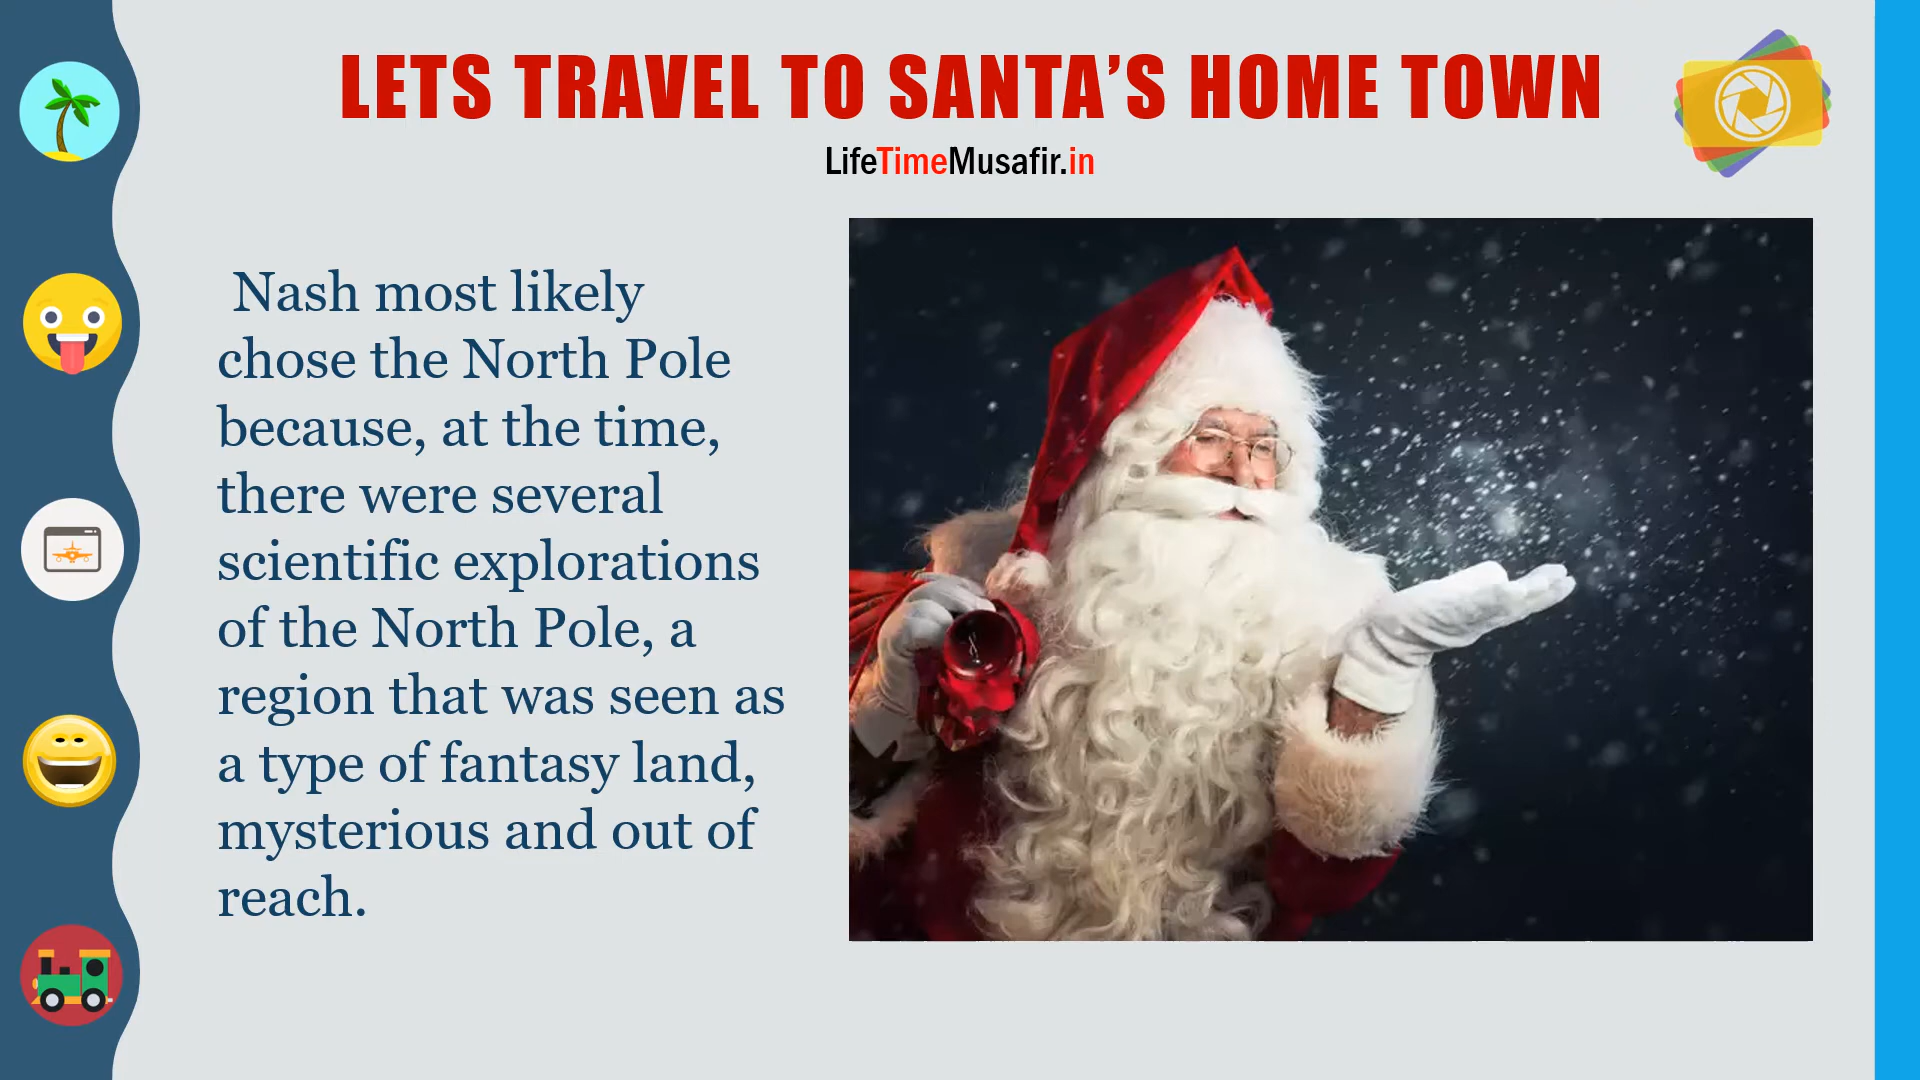 LETS TRAVEL TO SANTA’S HOME TOWN
LifeTimeMusafir.in
Nash most likely
chose the North Pole
because, at the time,
there were several
scientific explorations
of the North Pole, a
region that was seen as
a type of fantasy land,
mysterious and out of
reach.